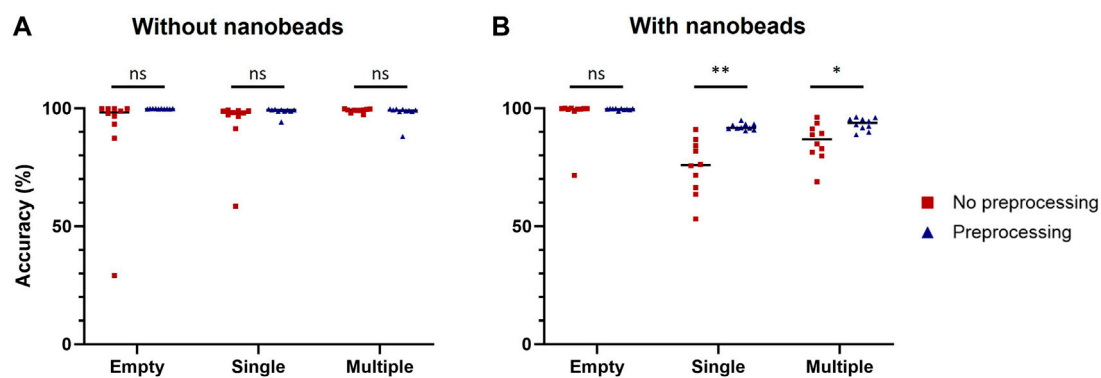 A
Without nanobeads
ns
ns
ns
Accuracy (%)
100
50
0
Empty
Single
Multiple
B
With nanobeads
ns
**
*
100
50
0
Empty
Single
Multiple
No preprocessing
Preprocessing